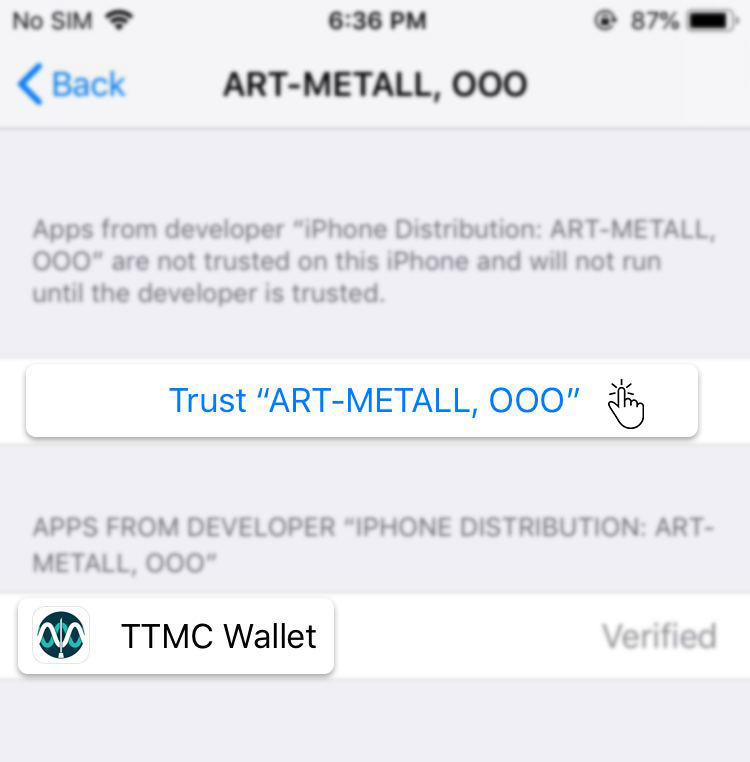 No SIM 6:36 PM 87%
Back ART-METALL, OOO
Apps from developer “iPhone Distribution: ART-METALL,
OOO” are not trusted on this iPhone and will not run
until the developer is trusted.
Trust “ART-METALL, OOO”
APPS FROM DEVELOPER “IPHONE DISTRIBUTION: ART-
METALL, OOO”
TTMC Wallet Verified